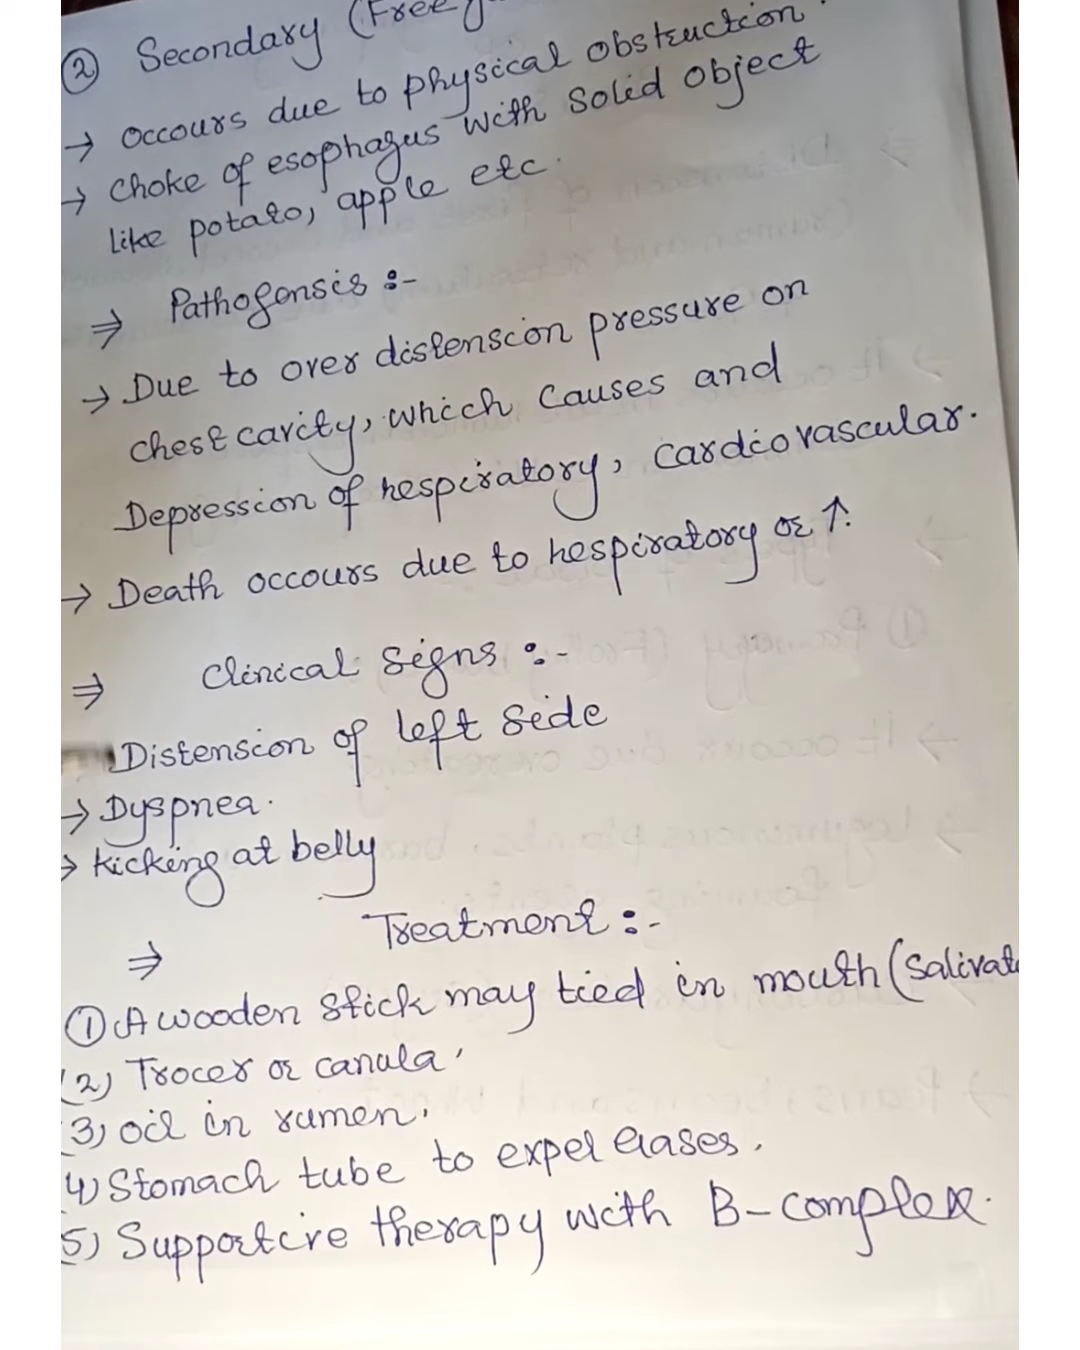 ② Secondary (Free
→ occours due to physical obstruction.
→ choke of esophagus with solid object
like potato, apple etc.
⇒ Pathogensis :-
→ Due to over distension pressure on
chest cavity, which causes and
Depression of respiratory, cardiovascular.
→ Death occours due to respiratory or ↑.
⇒ Clinical signs :-
Distension of left side
→ Dyspnea.
→ kicking at belly
Treatment :-
⇒
① A wooden stick may tied in mouth (Salivat
(2) Trocer or canula,
(3) oil in rumen.
(4) Stomach tube to expel Gases.
(5) Supportire therapy with B-complex.